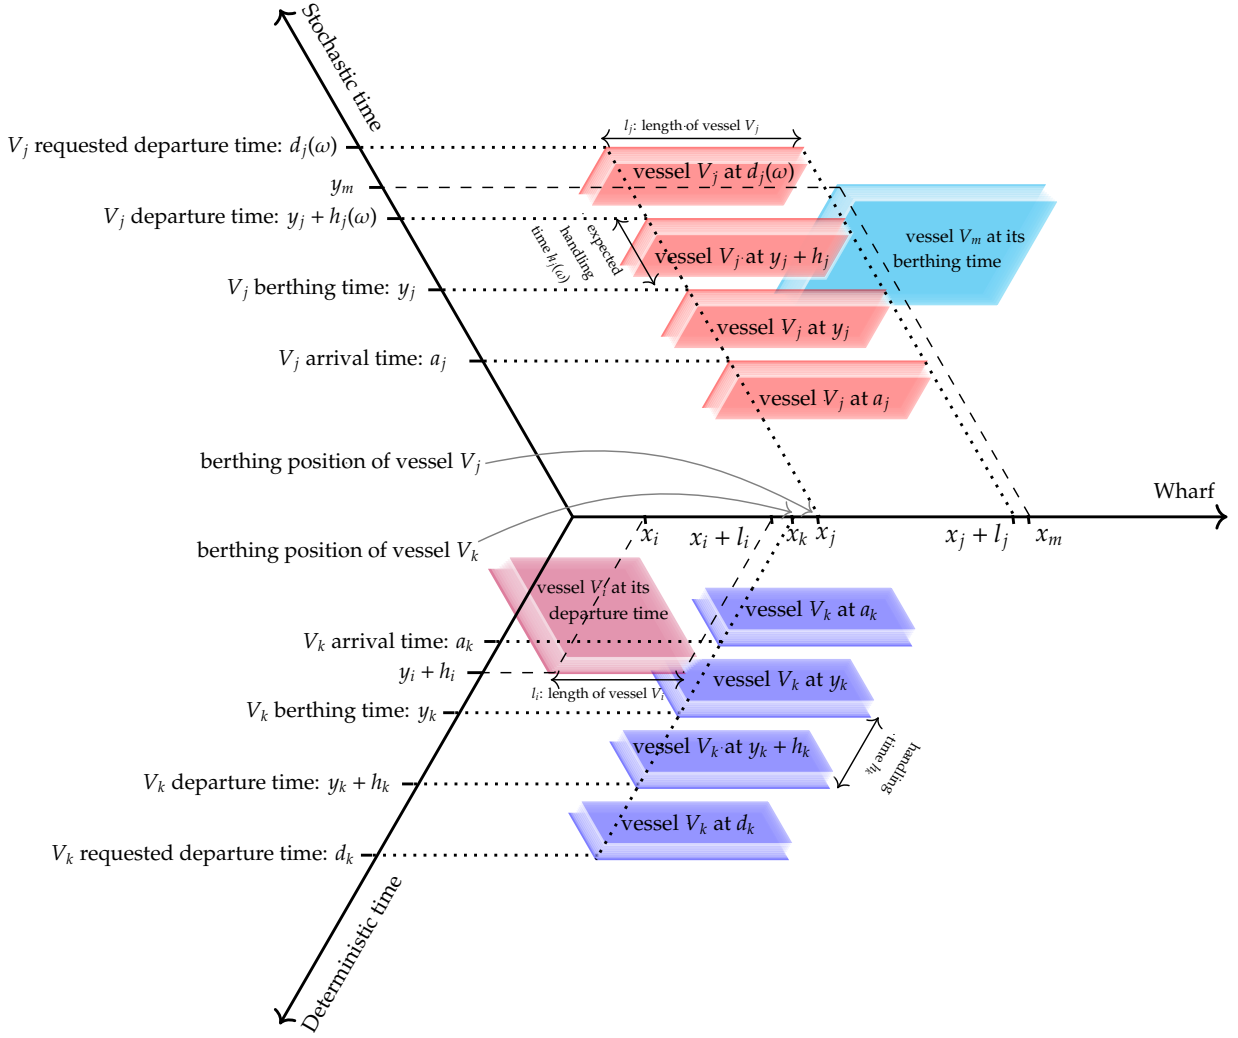 Stochastic time
l_j: length of vessel V_j
V_j requested departure time: d_j(ω)
vessel V_j at d_j(ω)
y_m
V_j departure time: y_j + h_j(ω)
expected
handling
time h_j(ω)
vessel V_j at y_j + h_j
vessel V_m at its
berthing time
V_j berthing time: y_j
vessel V_j at y_j
V_j arrival time: a_j
vessel V_j at a_j
berthing position of vessel V_j
Wharf
x_i
x_i + l_i
x_k
x_j
x_j + l_j
x_m
berthing position of vessel V_k
vessel V_i at its
departure time
vessel V_k at a_k
V_k arrival time: a_k
y_i + h_i
vessel V_k at y_k
l_i: length of vessel V_i
V_k berthing time: y_k
vessel V_k at y_k + h_k
handling
time h_k
V_k departure time: y_k + h_k
vessel V_k at d_k
V_k requested departure time: d_k
Deterministic time